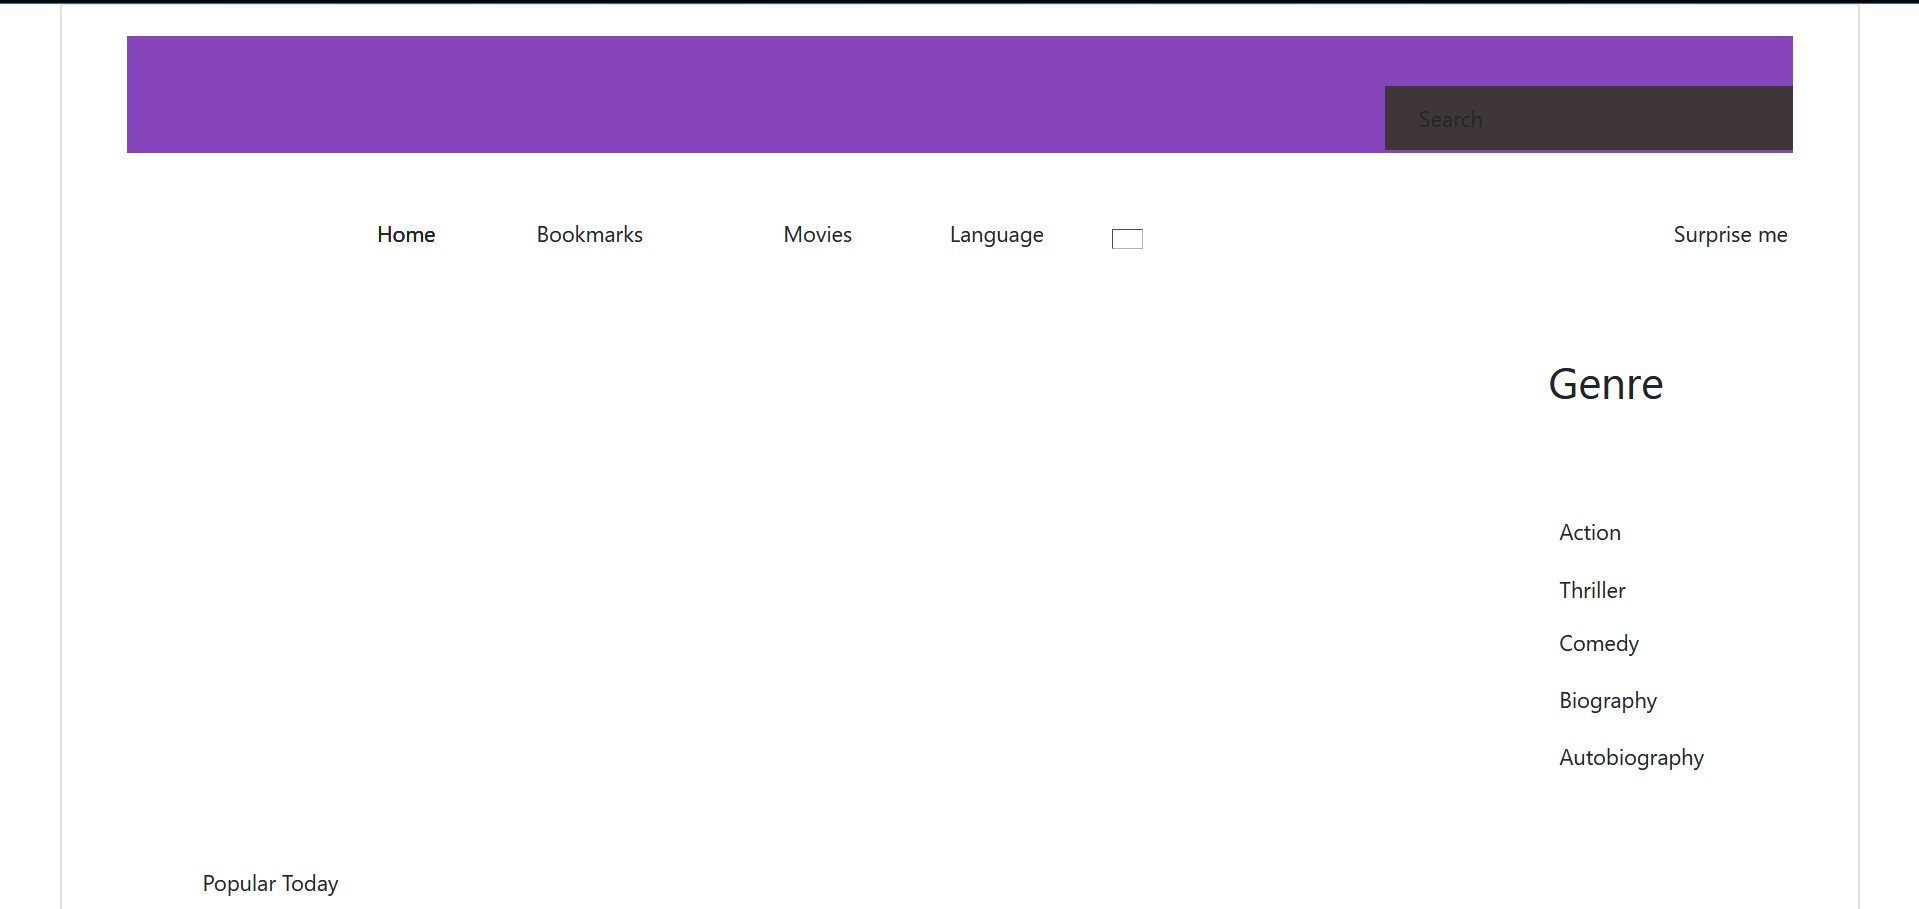 Search
Home Bookmarks Movies Language Surprise me
Genre
Action
Thriller
Comedy
Biography
Autobiography
Popular Today